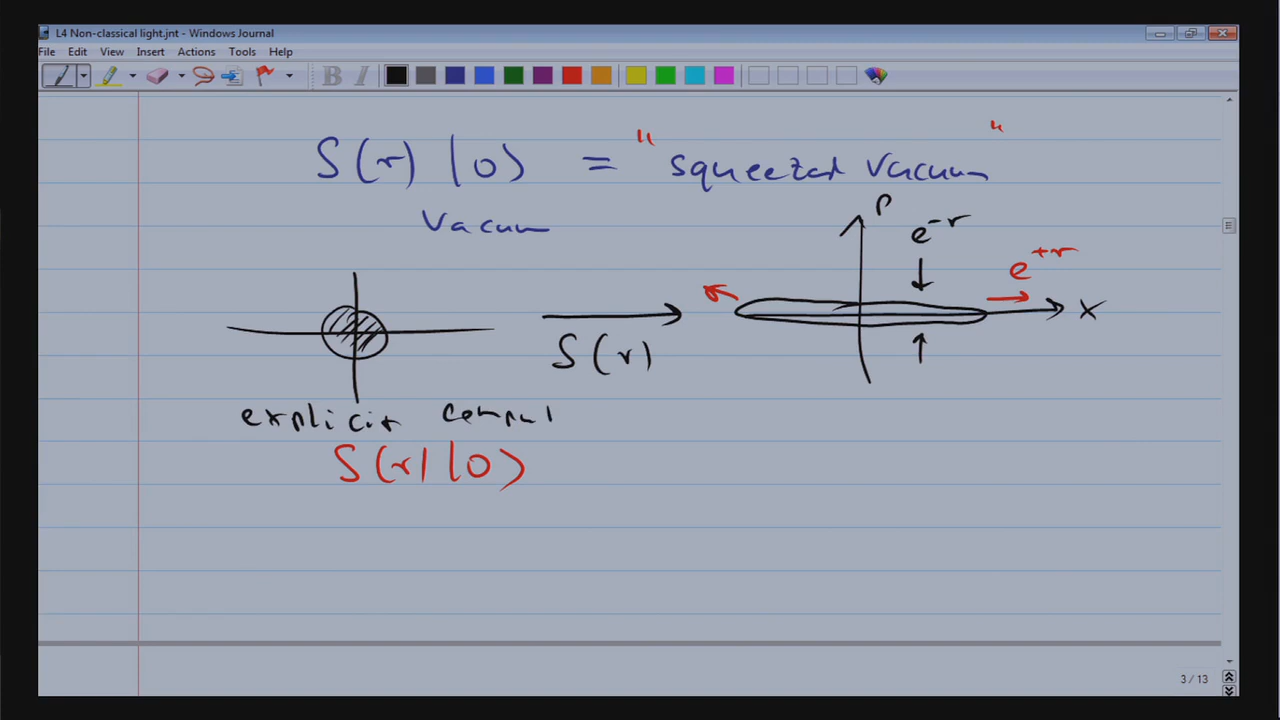 L4 Non-classical light.jnt - Windows Journal
File Edit View Insert Actions Tools Help
B I
S(r) |0⟩ = "squeezed vacuum"
Vacuum
P
e^-r
e^+r
X
S(r)
explicit comput
S(r) |0⟩
3 / 13